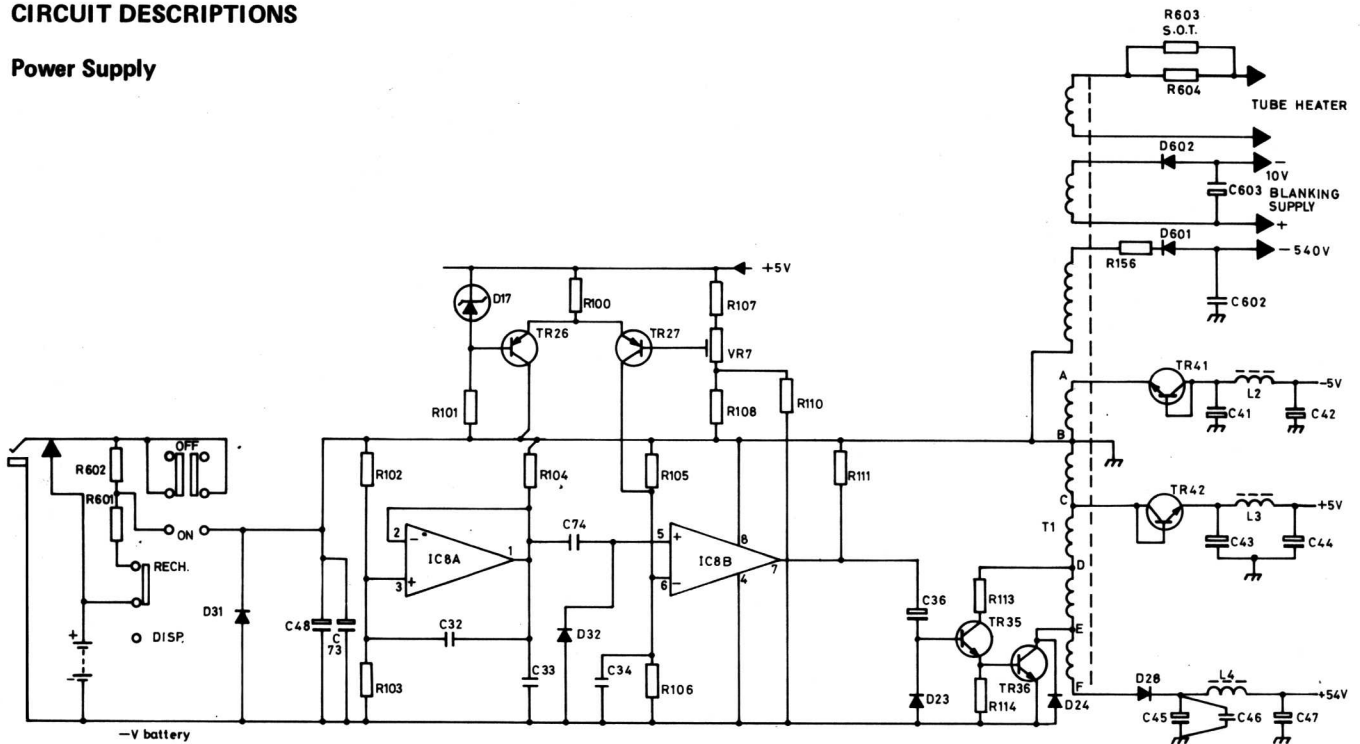 CIRCUIT DESCRIPTIONS
Power Supply
R603
S.O.T.
R604
TUBE HEATER
D602
−
10V
C603
BLANKING
SUPPLY
+
D601
−540V
R156
C602
+5V
D17
R100
R107
TR26
TR27
VR7
R101
R108
R110
A
TR41
L2
−5V
C41
C42
B
OFF
R602
R601
ON
RECH.
DISP.
+
−
R102
R104
R105
R111
C
TR42
L3
+5V
T1
C43
C44
2
−
IC8A
1
3
+
C74
5
+
IC8B
8
7
6
−
4
D
D31
C48
C
73
C32
R103
C33
D32
C34
R106
C36
R113
TR35
E
TR36
D23
R114
D24
F
D28
L4
+54V
C45
C46
C47
−V battery